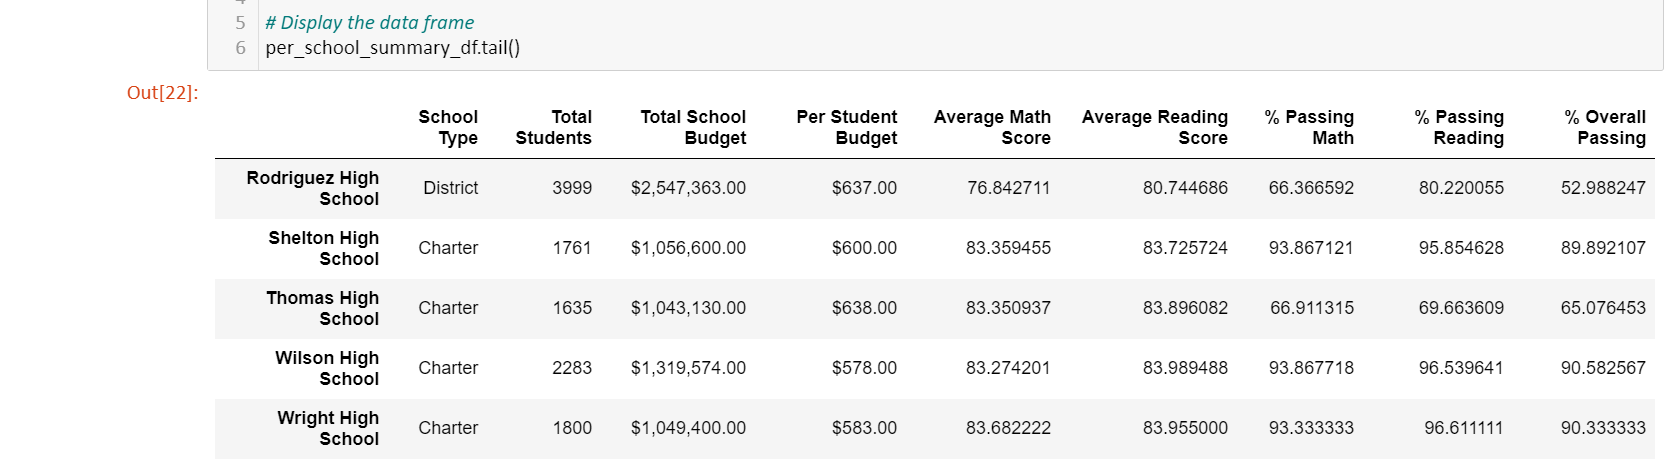 5 # Display the data frame
6 per_school_summary_df.tail()
Out[22]:
School Type Total Students Total School Budget Per Student Budget Average Math Score Average Reading Score % Passing Math % Passing Reading % Overall Passing
Rodriguez High School District 3999 $2,547,363.00 $637.00 76.842711 80.744686 66.366592 80.220055 52.988247
Shelton High School Charter 1761 $1,056,600.00 $600.00 83.359455 83.725724 93.867121 95.854628 89.892107
Thomas High School Charter 1635 $1,043,130.00 $638.00 83.350937 83.896082 66.911315 69.663609 65.076453
Wilson High School Charter 2283 $1,319,574.00 $578.00 83.274201 83.989488 93.867718 96.539641 90.582567
Wright High School Charter 1800 $1,049,400.00 $583.00 83.682222 83.955000 93.333333 96.611111 90.333333